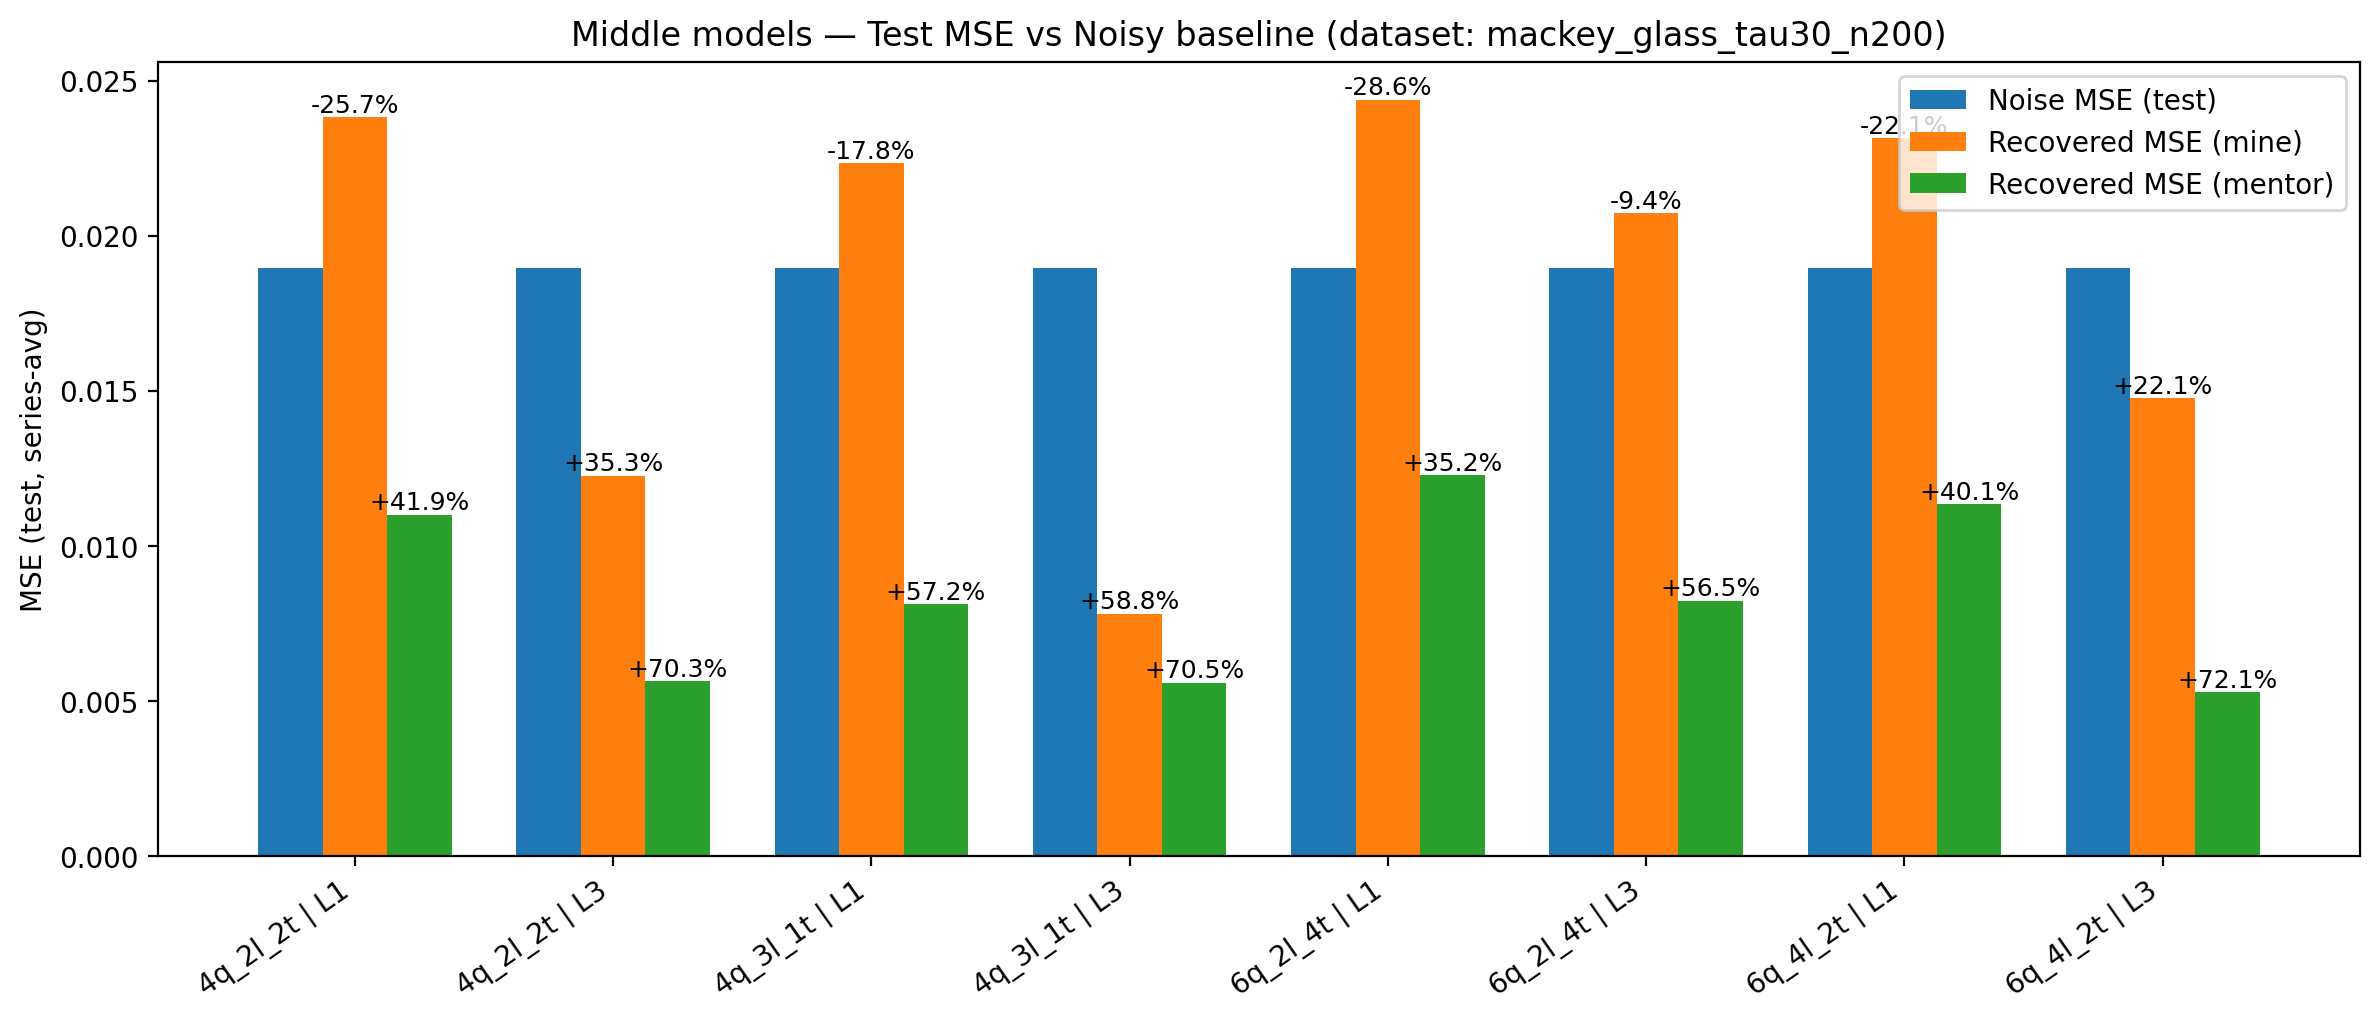 Middle models — Test MSE vs Noisy baseline (dataset: mackey_glass_tau30_n200)
MSE (test, series-avg)
0.025
0.020
0.015
0.010
0.005
0.000
Noise MSE (test)
Recovered MSE (mine)
Recovered MSE (mentor)
-25.7%
+41.9%
+35.3%
+70.3%
-17.8%
+57.2%
+58.8%
+70.5%
-28.6%
+35.2%
-9.4%
+56.5%
-22.1%
+40.1%
+22.1%
+72.1%
4q_2l_2t | L1
4q_2l_2t | L3
4q_3l_1t | L1
4q_3l_1t | L3
6q_2l_4t | L1
6q_2l_4t | L3
6q_4l_2t | L1
6q_4l_2t | L3